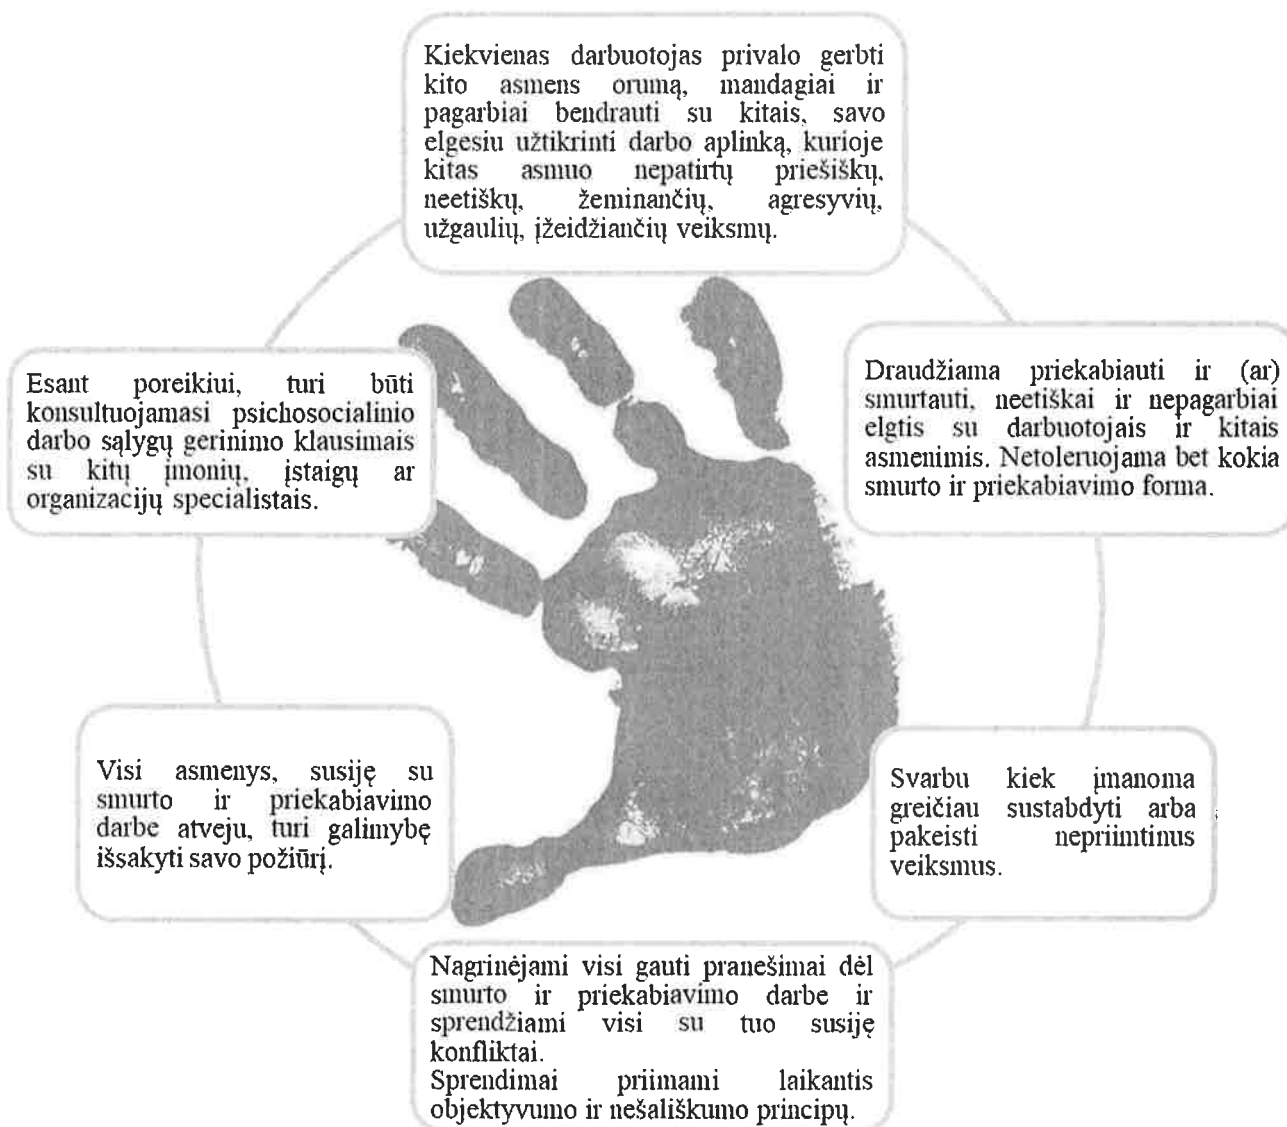 Kiekvienas darbuotojas privalo gerbti
kito asmens orumą, mandagiai ir
pagarbiai bendrauti su kitais, savo
elgesiu užtikrinti darbo aplinką, kurioje
kitas asmuo nepatirtų priešiškų,
neetiškų, žeminančių, agresyvių,
užgaulių, įžeidžiančių veiksmų.
Draudžiama priekabiauti ir (ar)
smurtauti, neetiškai ir nepagarbiai
elgtis su darbuotojais ir kitais
asmenimis. Netoleruojama bet kokia
smurto ir priekabiavimo forma.
Svarbu kiek įmanoma
greičiau sustabdyti arba
pakeisti nepriimtinus
veiksmus.
Nagrinėjami visi gauti pranešimai dėl
smurto ir priekabiavimo darbe ir
sprendžiami visi su tuo susiję
konfliktai.
Sprendimai priimami laikantis
objektyvumo ir nešališkumo principų.
Visi asmenys, susiję su
smurto ir priekabiavimo
darbe atveju, turi galimybę
išsakyti savo požiūrį.
Esant poreikiui, turi būti
konsultuojamasi psichosocialinio
darbo sąlygų gerinimo klausimais
su kitų įmonių, įstaigų ar
organizacijų specialistais.